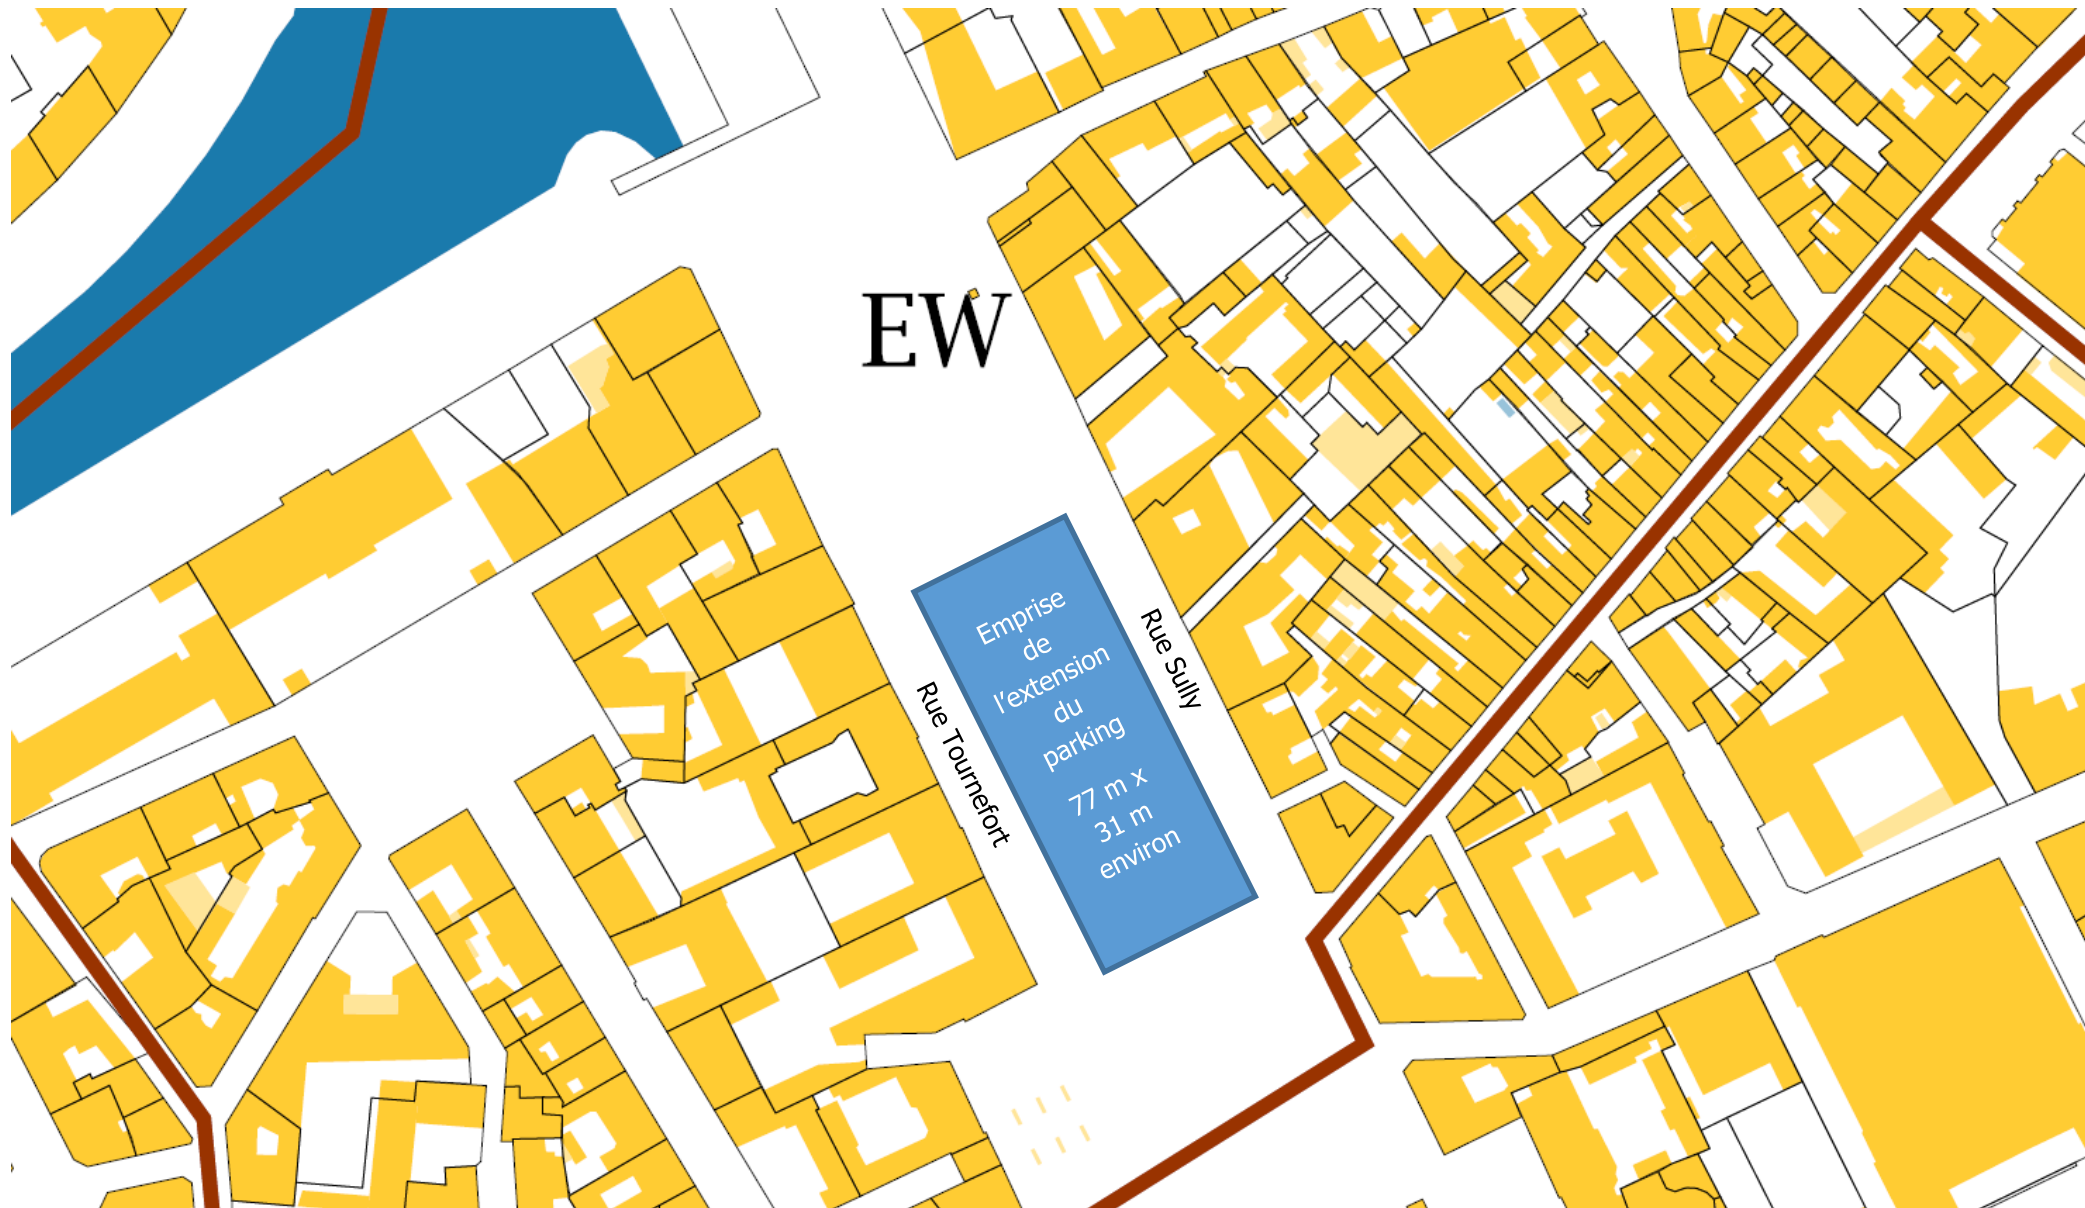 EW
Emprise
de
l'extension
du
parking
77 m x
31 m
environ
Rue Sully
Rue Tournefort